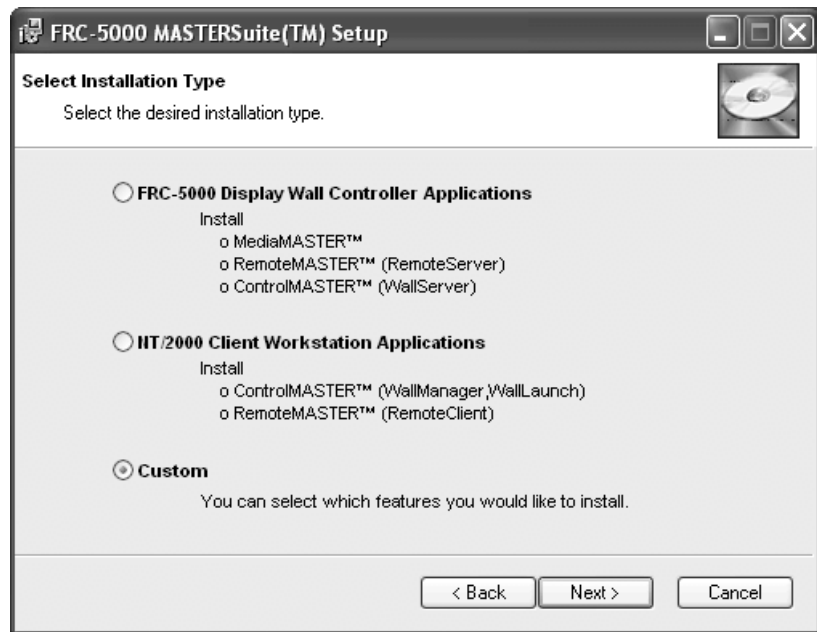 FRC-5000 MASTERSuite(TM) Setup
Select Installation Type
Select the desired installation type.
FRC-5000 Display Wall Controller Applications
Install
o MediaMASTER™
o RemoteMASTER™ (RemoteServer)
o ControlMASTER™ (WallServer)
NT/2000 Client Workstation Applications
Install
o ControlMASTER™ (WallManager,WallLaunch)
o RemoteMASTER™ (RemoteClient)
Custom
You can select which features you would like to install.
< Back Next > Cancel